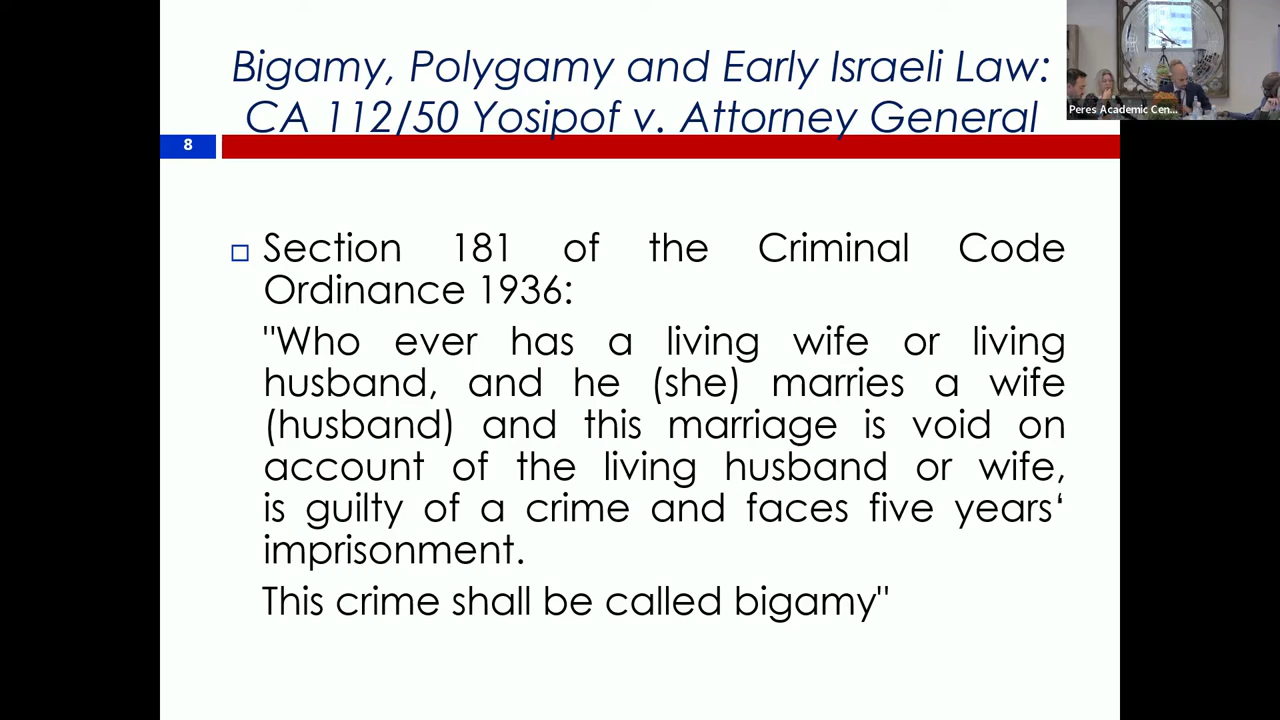 Bigamy, Polygamy and Early Israeli Law:
CA 112/50 Yosipof v. Attorney General
Peres Academic Cen...
8
Section 181 of the Criminal Code
Ordinance 1936:
"Who ever has a living wife or living
husband, and he (she) marries a wife
(husband) and this marriage is void on
account of the living husband or wife,
is guilty of a crime and faces five years‘
imprisonment.
This crime shall be called bigamy"